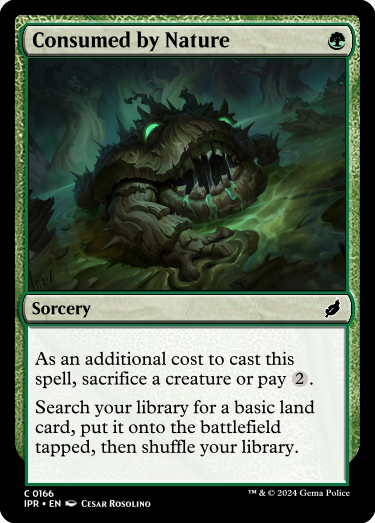 Consumed by Nature
Sorcery
As an additional cost to cast this
spell, sacrifice a creature or pay 2.
Search your library for a basic land
card, put it onto the battlefield
tapped, then shuffle your library.
C 0166
IPR • EN Cesar Rosolino
™ & © 2024 Gema Police